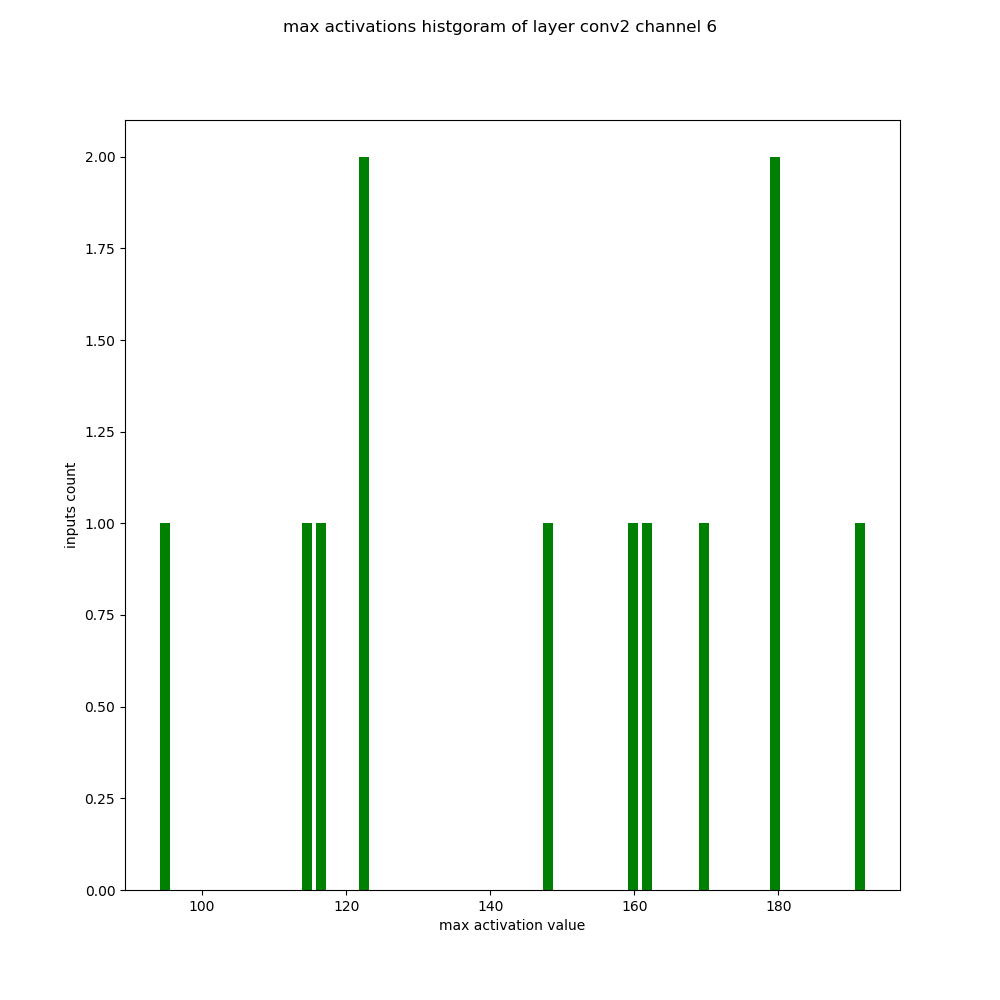 max activations histgoram of layer conv2 channel 6
2.00
1.75
1.50
1.25
1.00
0.75
0.50
0.25
0.00
inputs count
100 120 140 160 180
max activation value